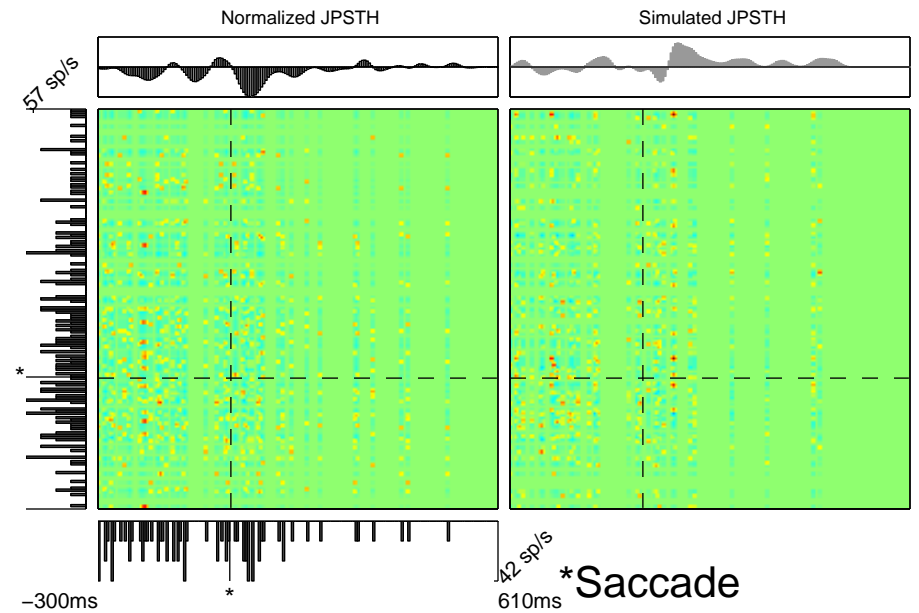 Normalized JPSTH
Simulated JPSTH
57 sp/s
*
42 sp/s
*
*Saccade
−300ms
610ms